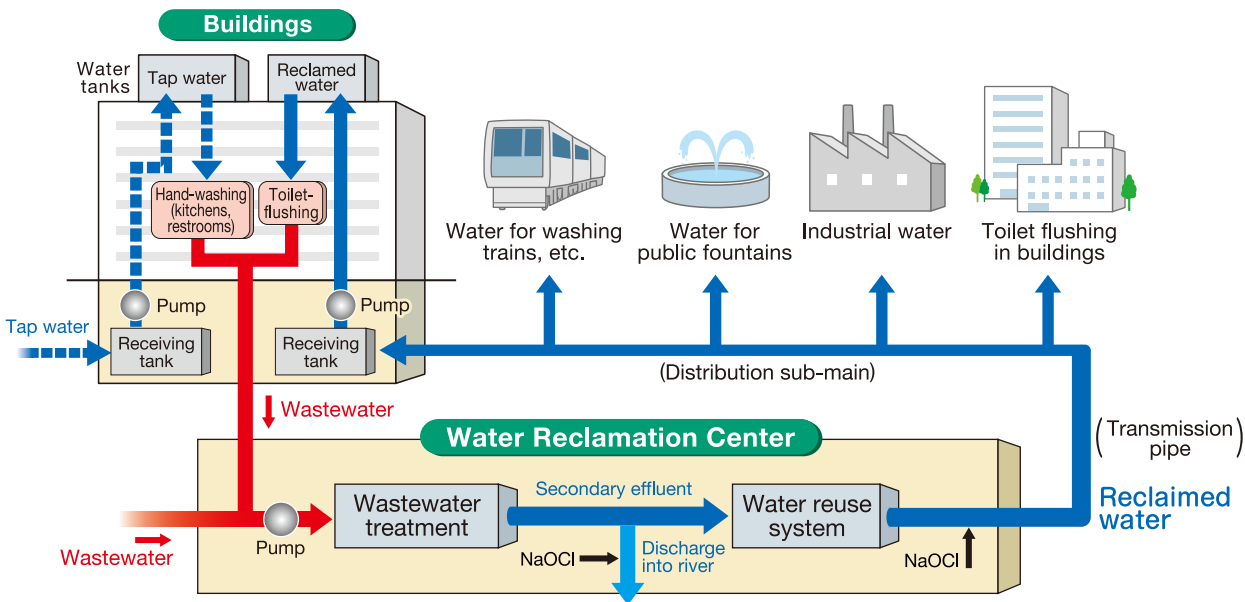 Buildings
Water
tanks
Tap water
Reclamed
water
Hand-washing
(kitchens,
restrooms)
Toilet-
flushing
Pump
Pump
Tap water
Receiving
tank
Receiving
tank
Water for washing
trains, etc.
Water for
public fountains
Industrial water
Toilet flushing
in buildings
(Distribution sub-main)
Wastewater
Water Reclamation Center
(Transmission
pipe)
Reclaimed
water
Wastewater
treatment
Secondary effluent
Water reuse
system
Pump
Wastewater
NaOCl
Discharge
into river
NaOCl